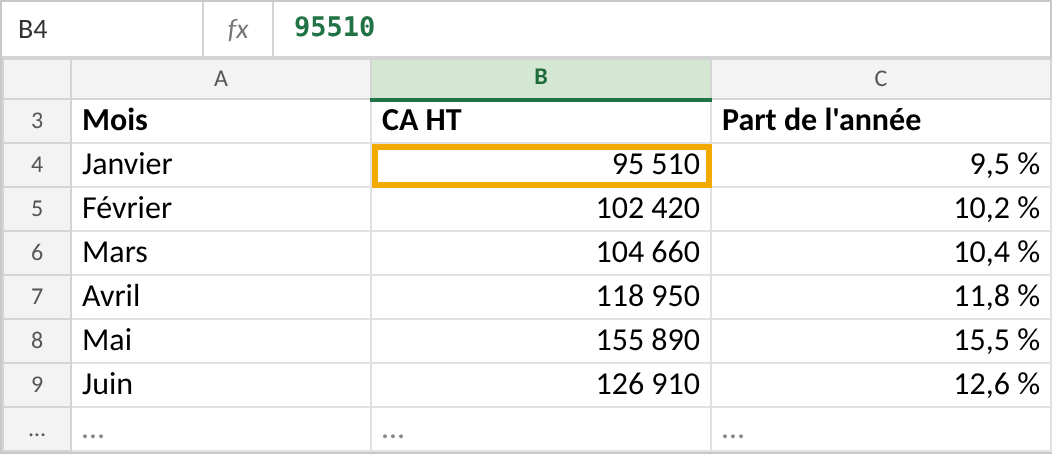 B4 fx 95510
A B C
3 Mois CA HT Part de l'année
4 Janvier 95 510 9,5 %
5 Février 102 420 10,2 %
6 Mars 104 660 10,4 %
7 Avril 118 950 11,8 %
8 Mai 155 890 15,5 %
9 Juin 126 910 12,6 %
... ... ... ...